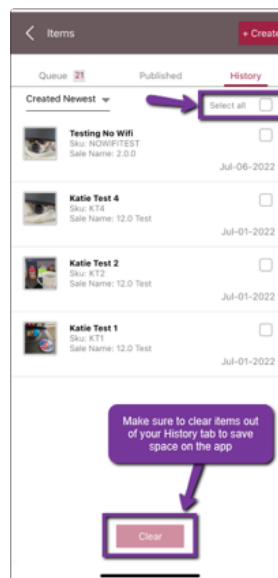 Items
+ Create
Queue 21
Published
History
Created Newest
Select all
Testing No Wifi
Sku: NOWIFITEST
Sale Name: 2.0.0
Jul-06-2022
Katie Test 4
Sku: KT4
Sale Name: 12.0 Test
Jul-01-2022
Katie Test 2
Sku: KT2
Sale Name: 12.0 Test
Jul-01-2022
Katie Test 1
Sku: KT1
Sale Name: 12.0 Test
Jul-01-2022
Make sure to clear items out
of your History tab to save
space on the app
Clear